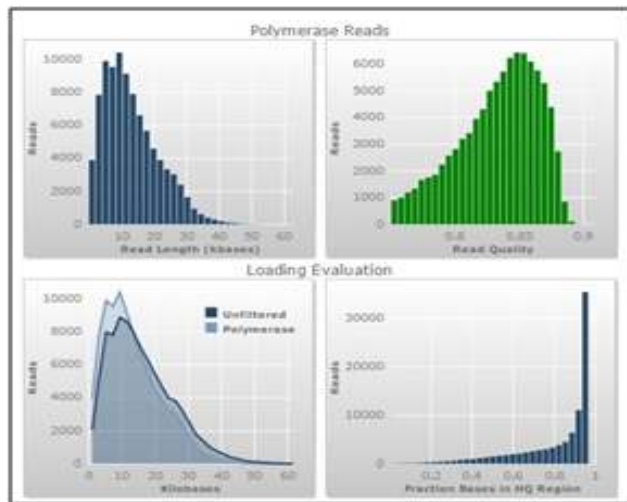 Polymerase Reads
10000
8000
6000
4000
2000
0
Reads
10 20 30 40 50 60
Read Length (kbases)
6000
5000
4000
3000
2000
1000
0
Reads
0.8 0.85 0.9
Read Quality
Loading Evaluation
10000
8000
6000
4000
2000
0
Reads
Unfiltered
Polymerase
0 10 20 30 40 50 60
Kilobases
30000
20000
10000
0
Reads
0.2 0.4 0.6 0.8 1
Fraction Bases in HQ Region